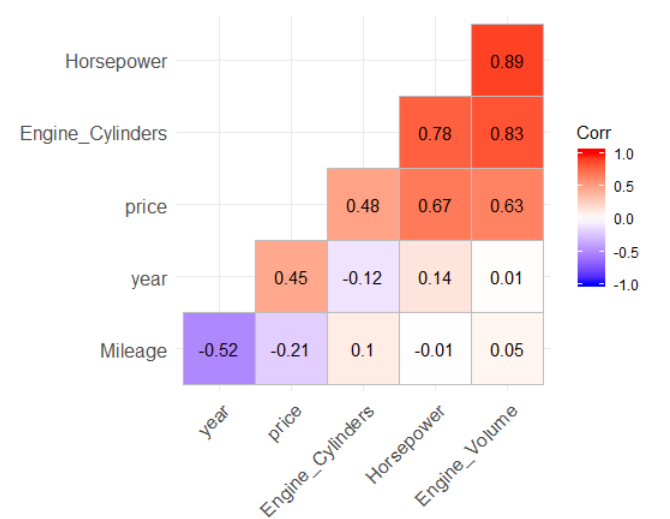 Horsepower 0.89
Engine_Cylinders 0.78 0.83
price 0.48 0.67 0.63
year 0.45 -0.12 0.14 0.01
Mileage -0.52 -0.21 0.1 -0.01 0.05
year price Engine_Cylinders Horsepower Engine_Volume
Corr
1.0
0.5
0.0
-0.5
-1.0